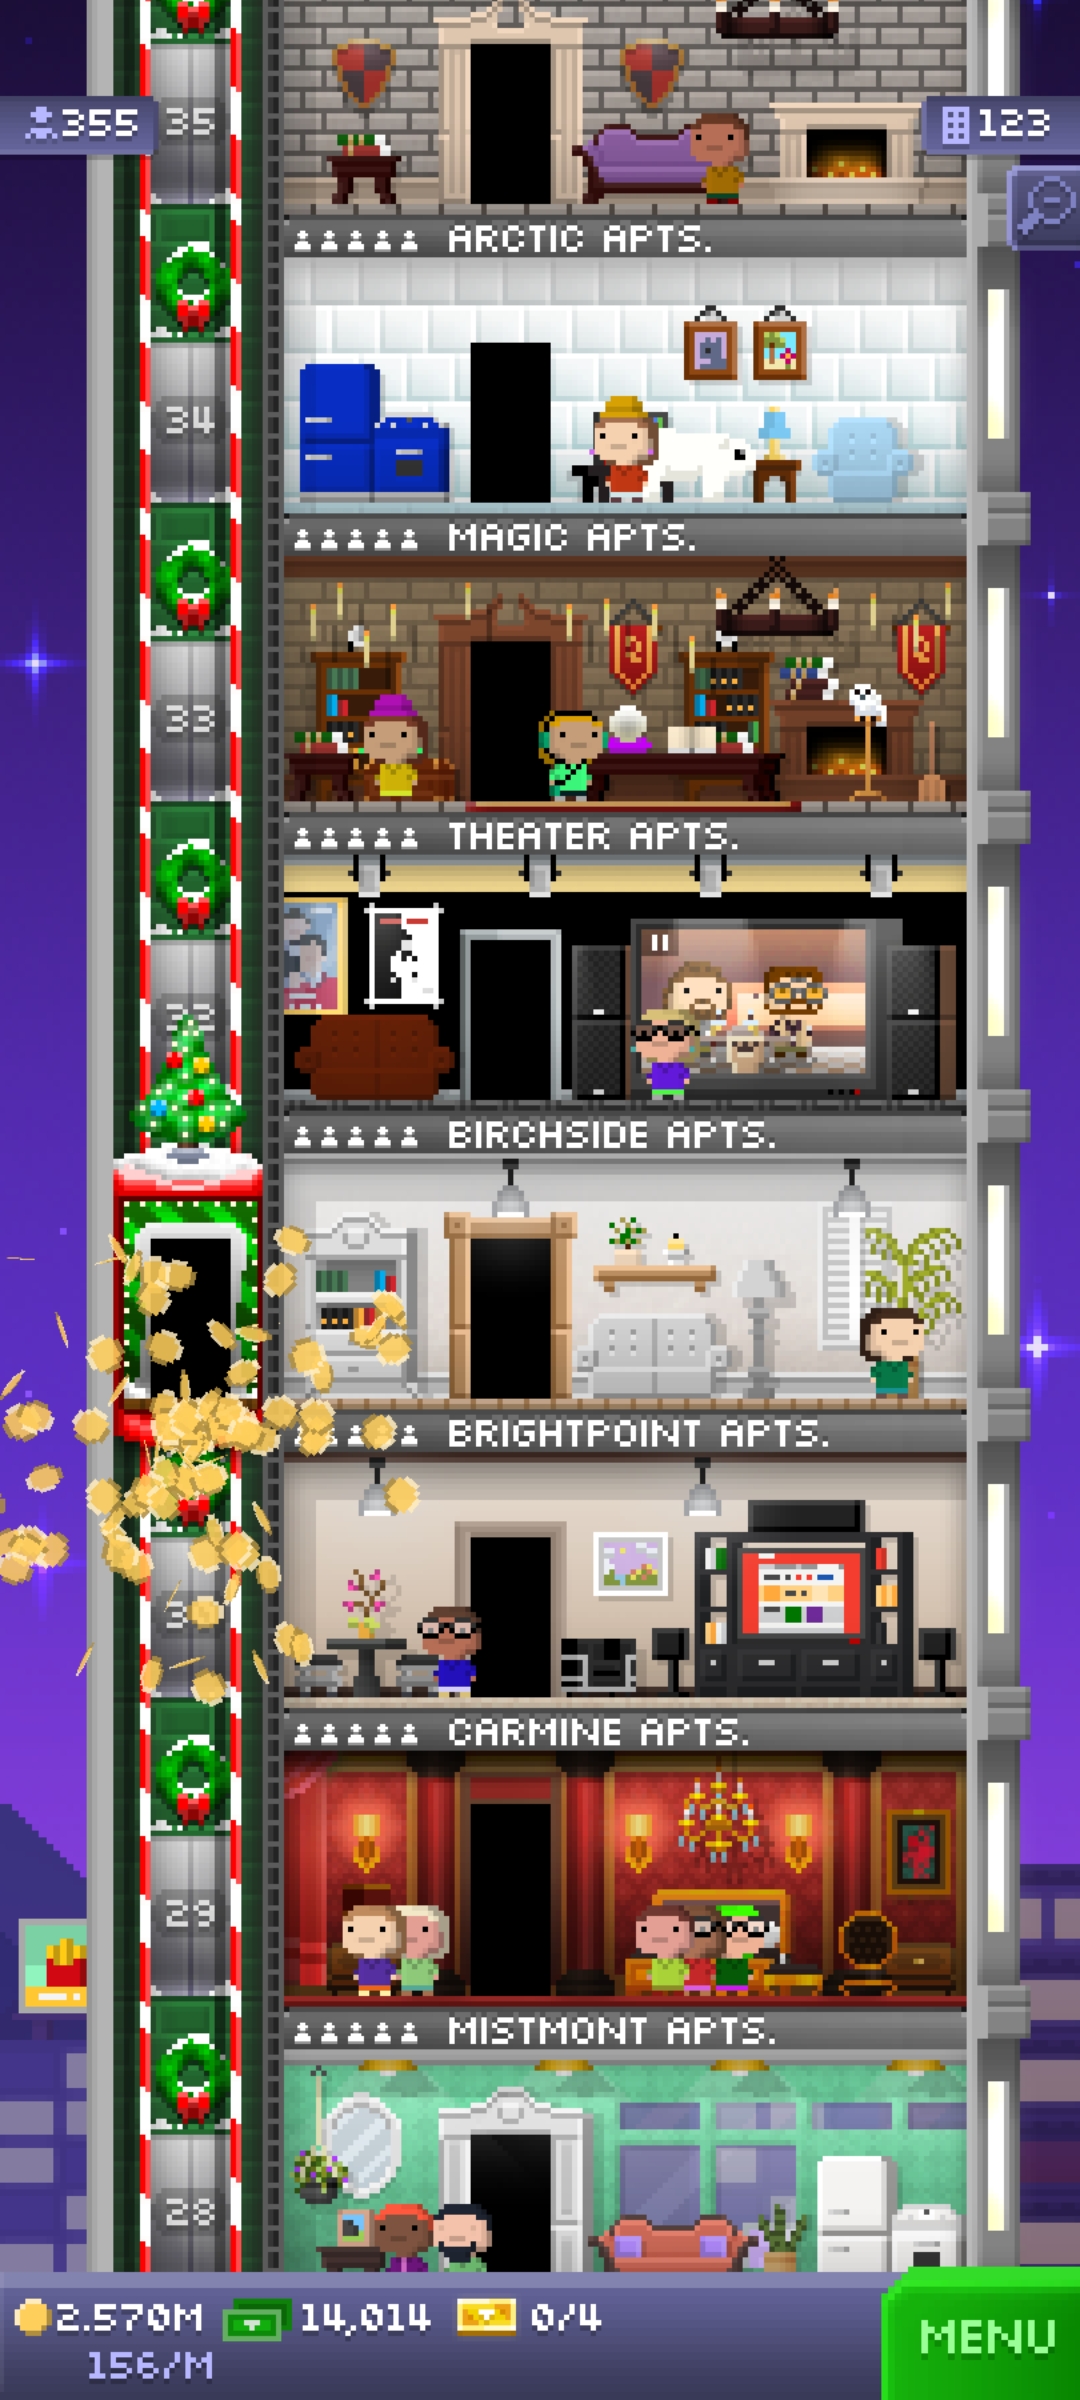 35
355
123
ARCTIC APTS.
34
MAGIC APTS.
33
THEATER APTS.
BIRCHSIDE APTS.
BRIGHTPOINT APTS.
CARMINE APTS.
29
MISTMONT APTS.
28
2.570M 14,014 0/4
156/M
MENU